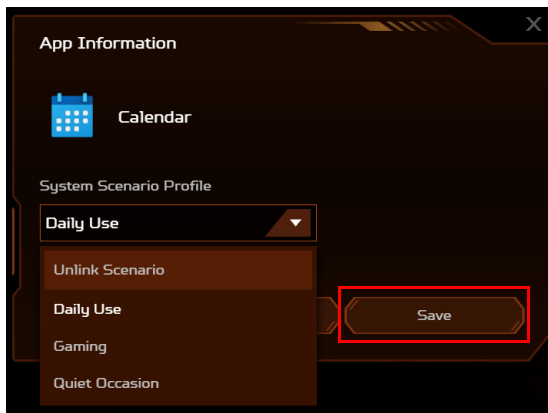 App Information
X
Calendar
System Scenario Profile
Daily Use
Unlink Scenario
Daily Use
Gaming
Quiet Occasion
Save